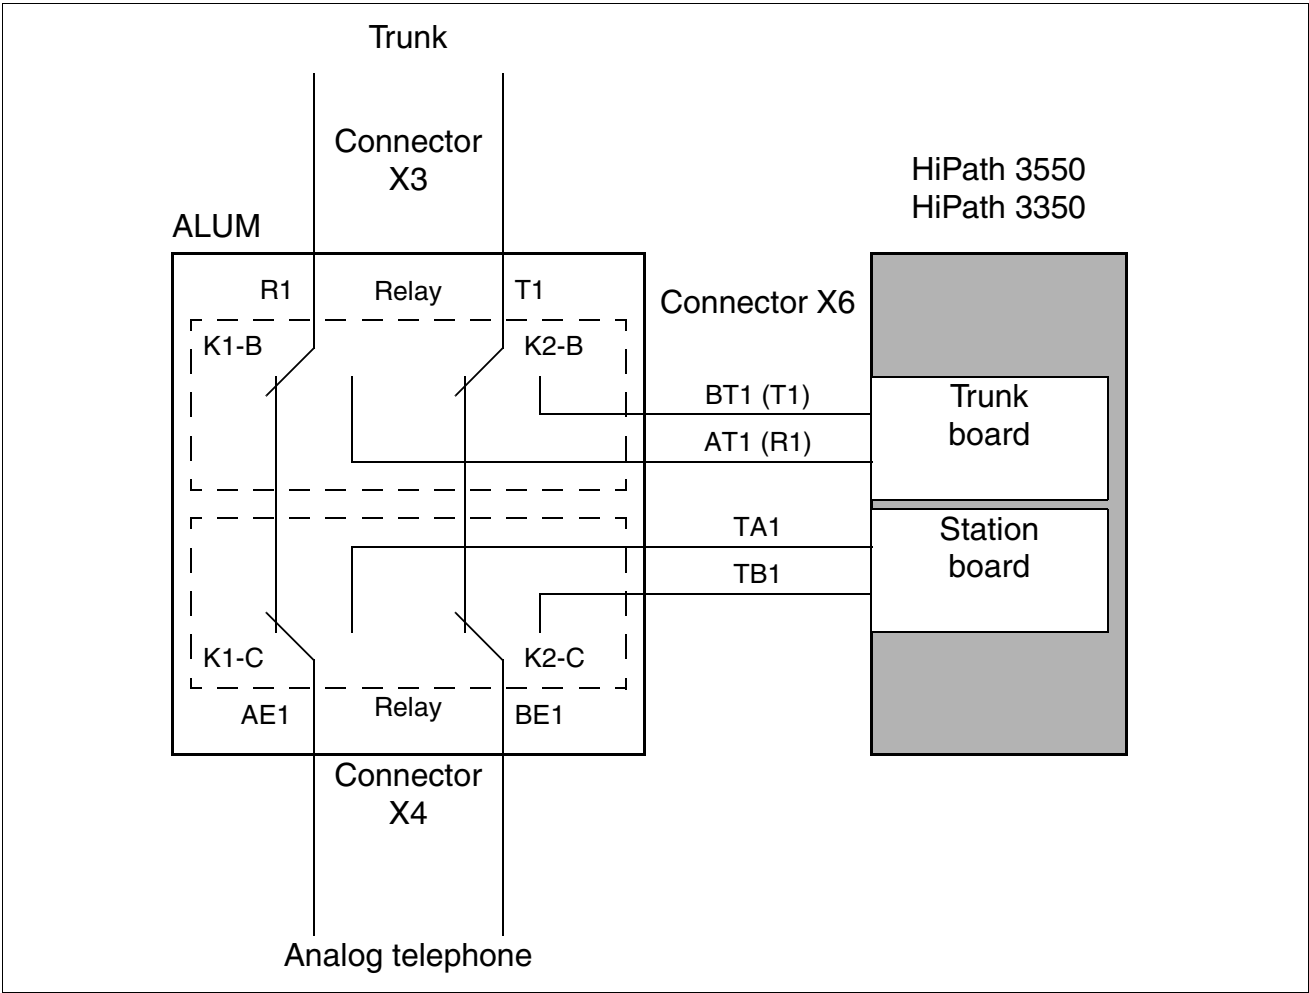 Trunk
Connector
X3
HiPath 3550
HiPath 3350
ALUM
R1
Relay
T1
Connector X6
K1-B
K2-B
BT1 (T1)
Trunk
board
AT1 (R1)
TA1
Station
board
TB1
K1-C
K2-C
AE1
Relay
BE1
Connector
X4
Analog telephone